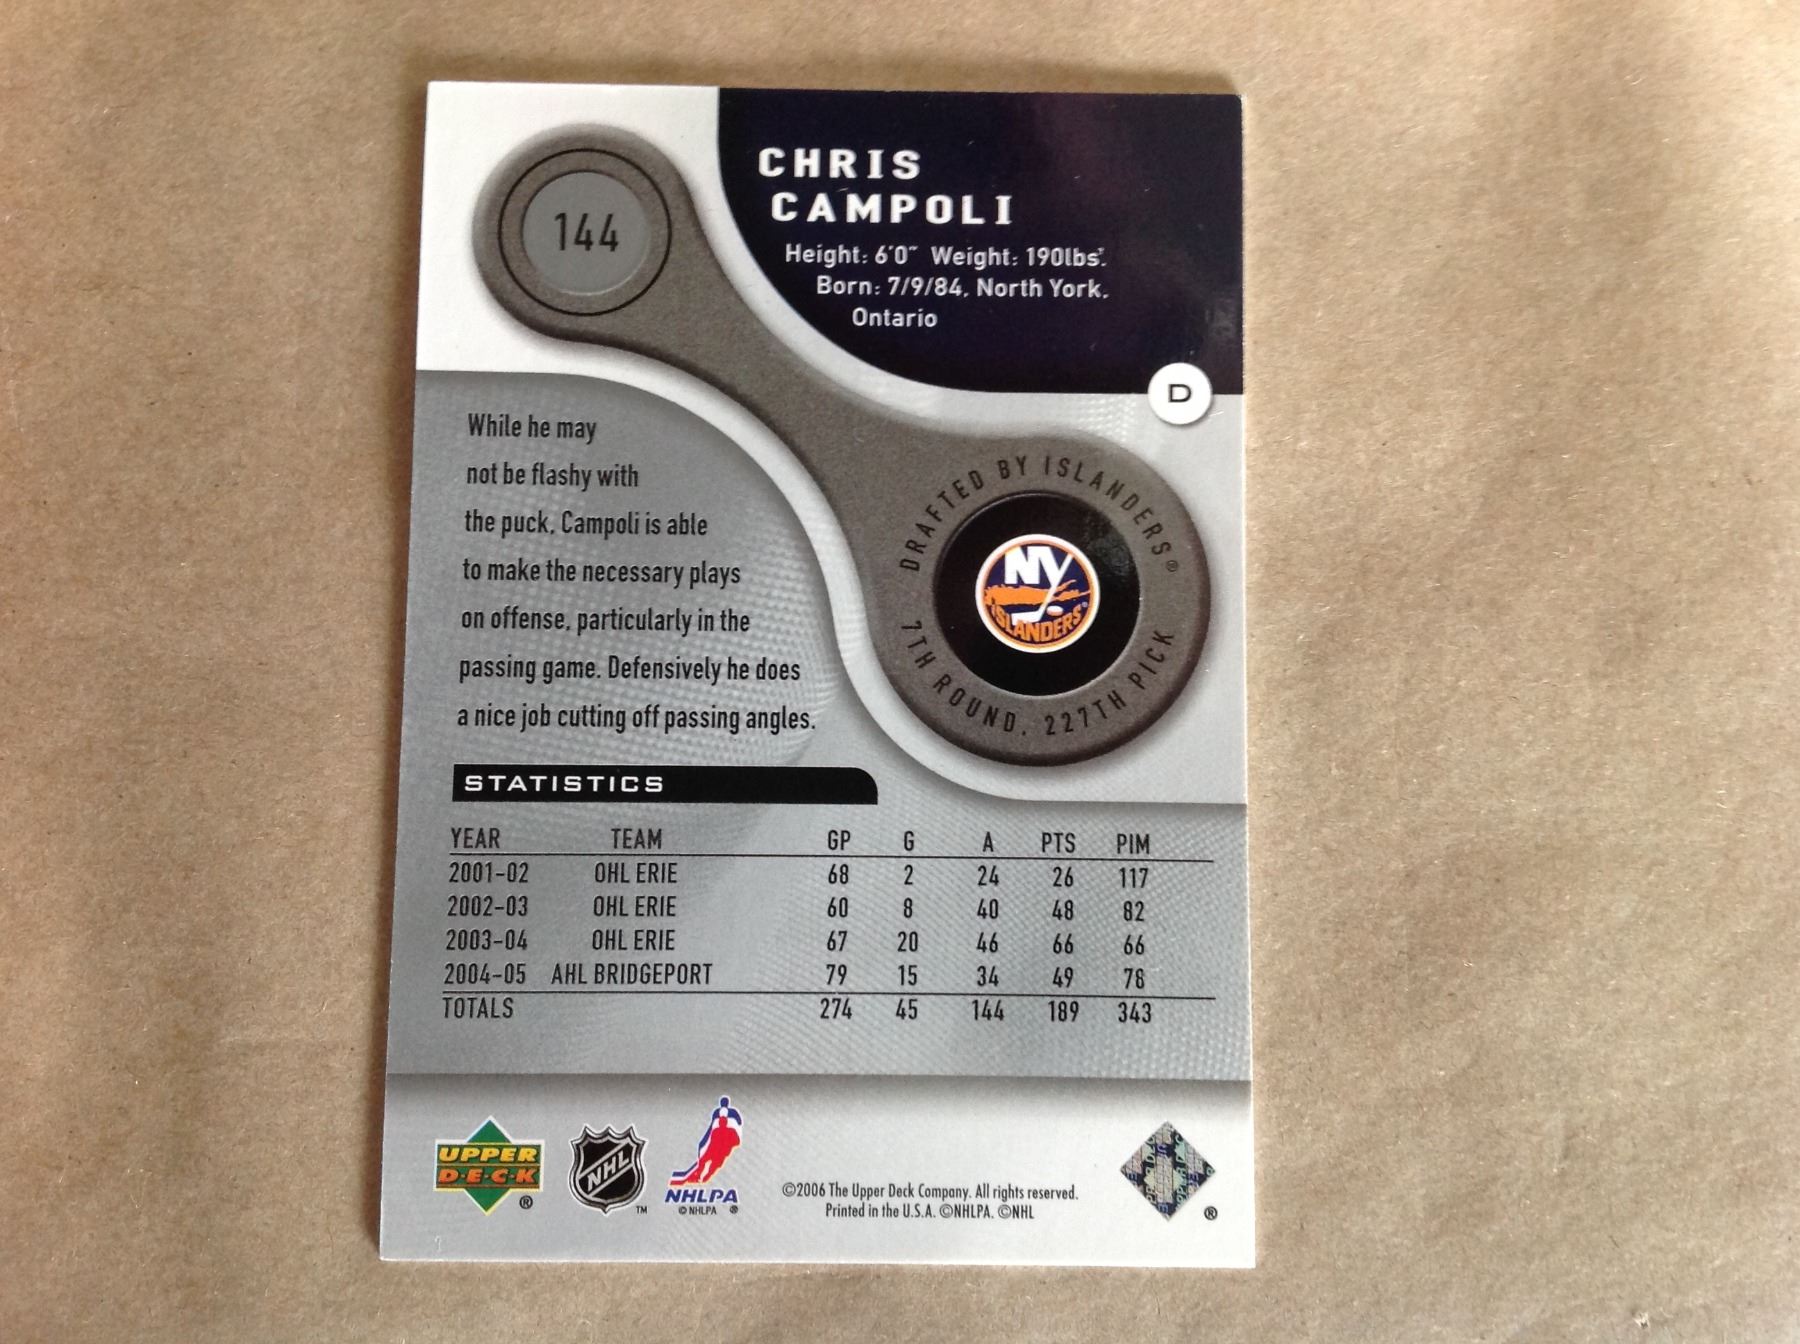 144
CHRIS
CAMPOLI
Height: 6'0" Weight: 190lbs.
Born: 7/9/84, North York,
Ontario
D
While he may
not be flashy with
the puck, Campoli is able
to make the necessary plays
on offense, particularly in the
passing game. Defensively he does
a nice job cutting off passing angles.
DRAFTED BY ISLANDERS®
7TH ROUND, 227TH PICK
NY
ISLANDERS
STATISTICS
YEAR TEAM GP G A PTS PIM
2001-02 OHL ERIE 68 2 24 26 117
2002-03 OHL ERIE 60 8 40 48 82
2003-04 OHL ERIE 67 20 46 66 66
2004-05 AHL BRIDGEPORT 79 15 34 49 78
TOTALS 274 45 144 189 343
UPPER
D·E·C·K
®
NHL
™
NHLPA
© NHLPA ®
©2006 The Upper Deck Company. All rights reserved.
Printed in the U.S.A. ©NHLPA. ©NHL
®